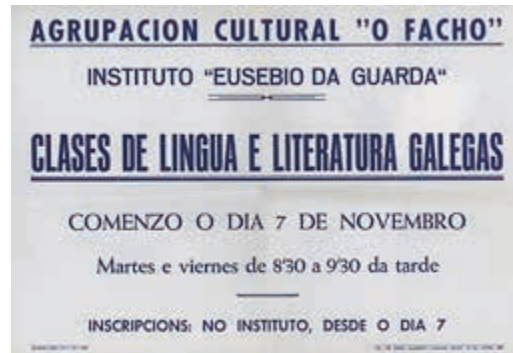 AGRUPACION CULTURAL "O FACHO"
INSTITUTO "EUSEBIO DA GUARDA"
CLASES DE LINGUA E LITERATURA GALEGAS
COMENZO O DIA 7 DE NOVEMBRO
Martes e viernes de 8'30 a 9'30 da tarde
INSCRIPCIONS: NO INSTITUTO, DESDE O DIA 7